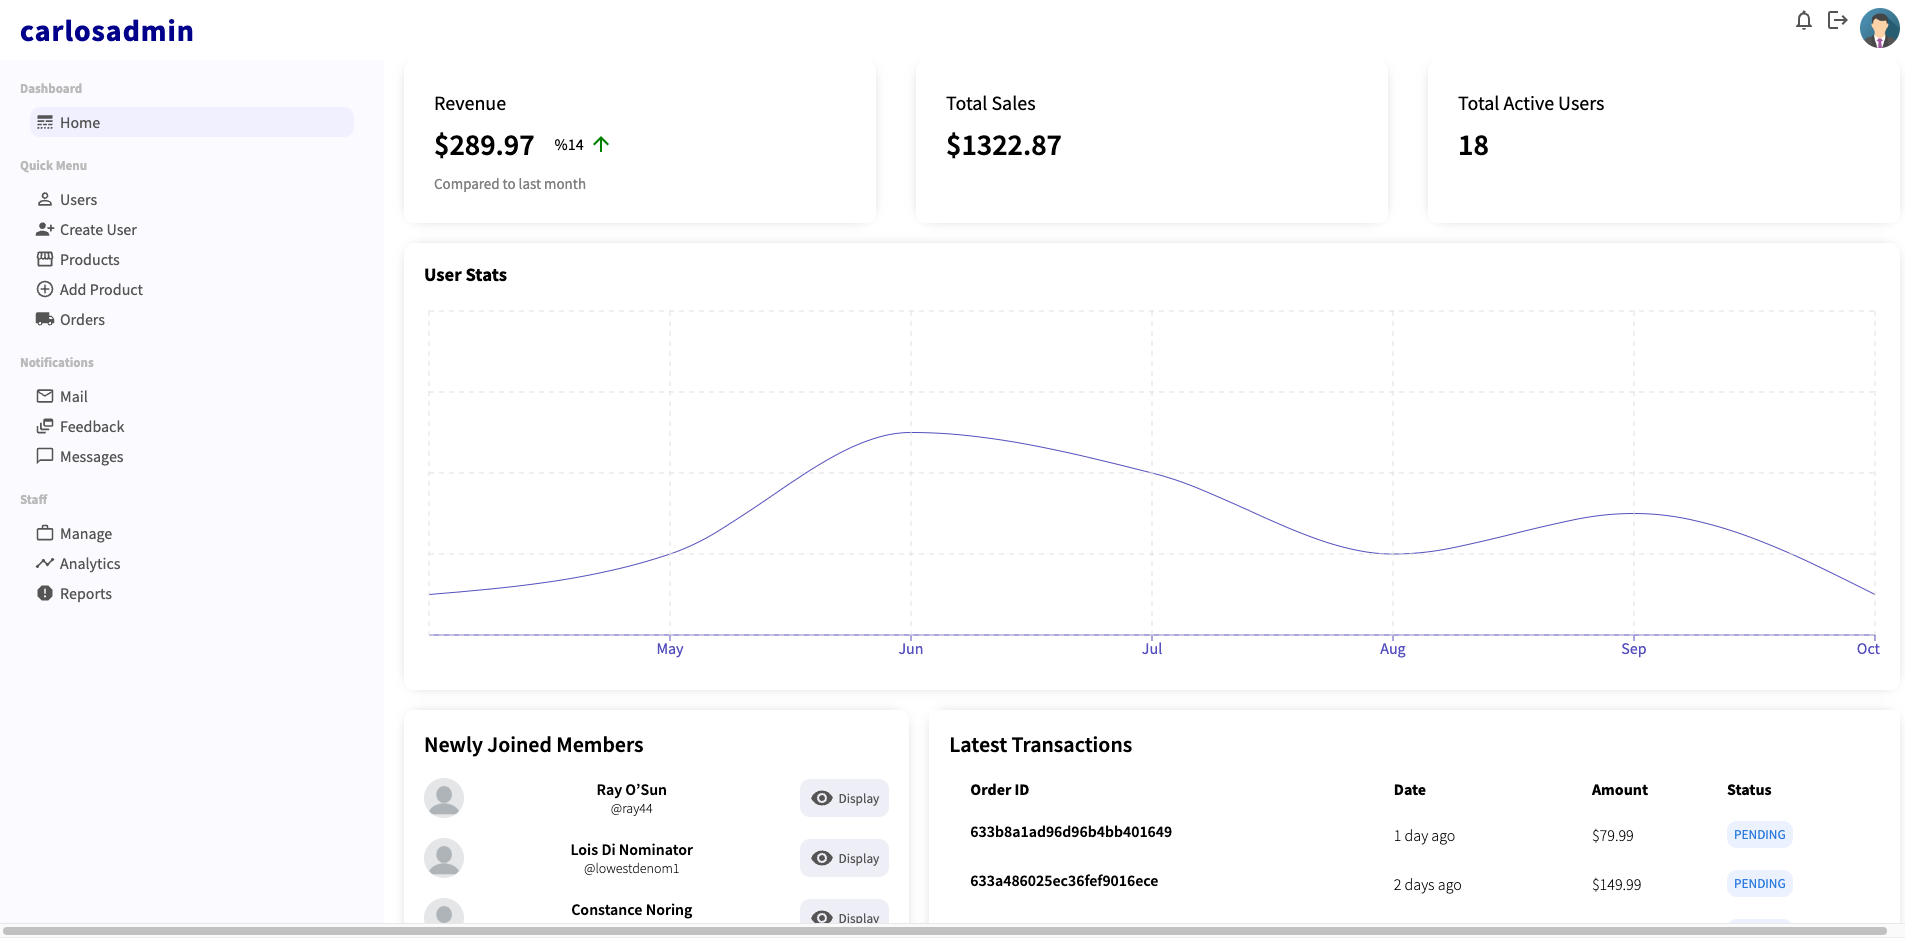 carlosadmin
Dashboard
Home
Quick Menu
Users
Create User
Products
Add Product
Orders
Notifications
Mail
Feedback
Messages
Staff
Manage
Analytics
Reports
Revenue
$289.97 %14
Compared to last month
Total Sales
$1322.87
Total Active Users
18
User Stats
May Jun Jul Aug Sep Oct
Newly Joined Members
Ray O’Sun
@ray44
Display
Lois Di Nominator
@lowestdenom1
Display
Constance Noring
Display
Latest Transactions
Order ID Date Amount Status
633b8a1ad96d96b4bb401649 1 day ago $79.99 PENDING
633a486025ec36fef9016ece 2 days ago $149.99 PENDING